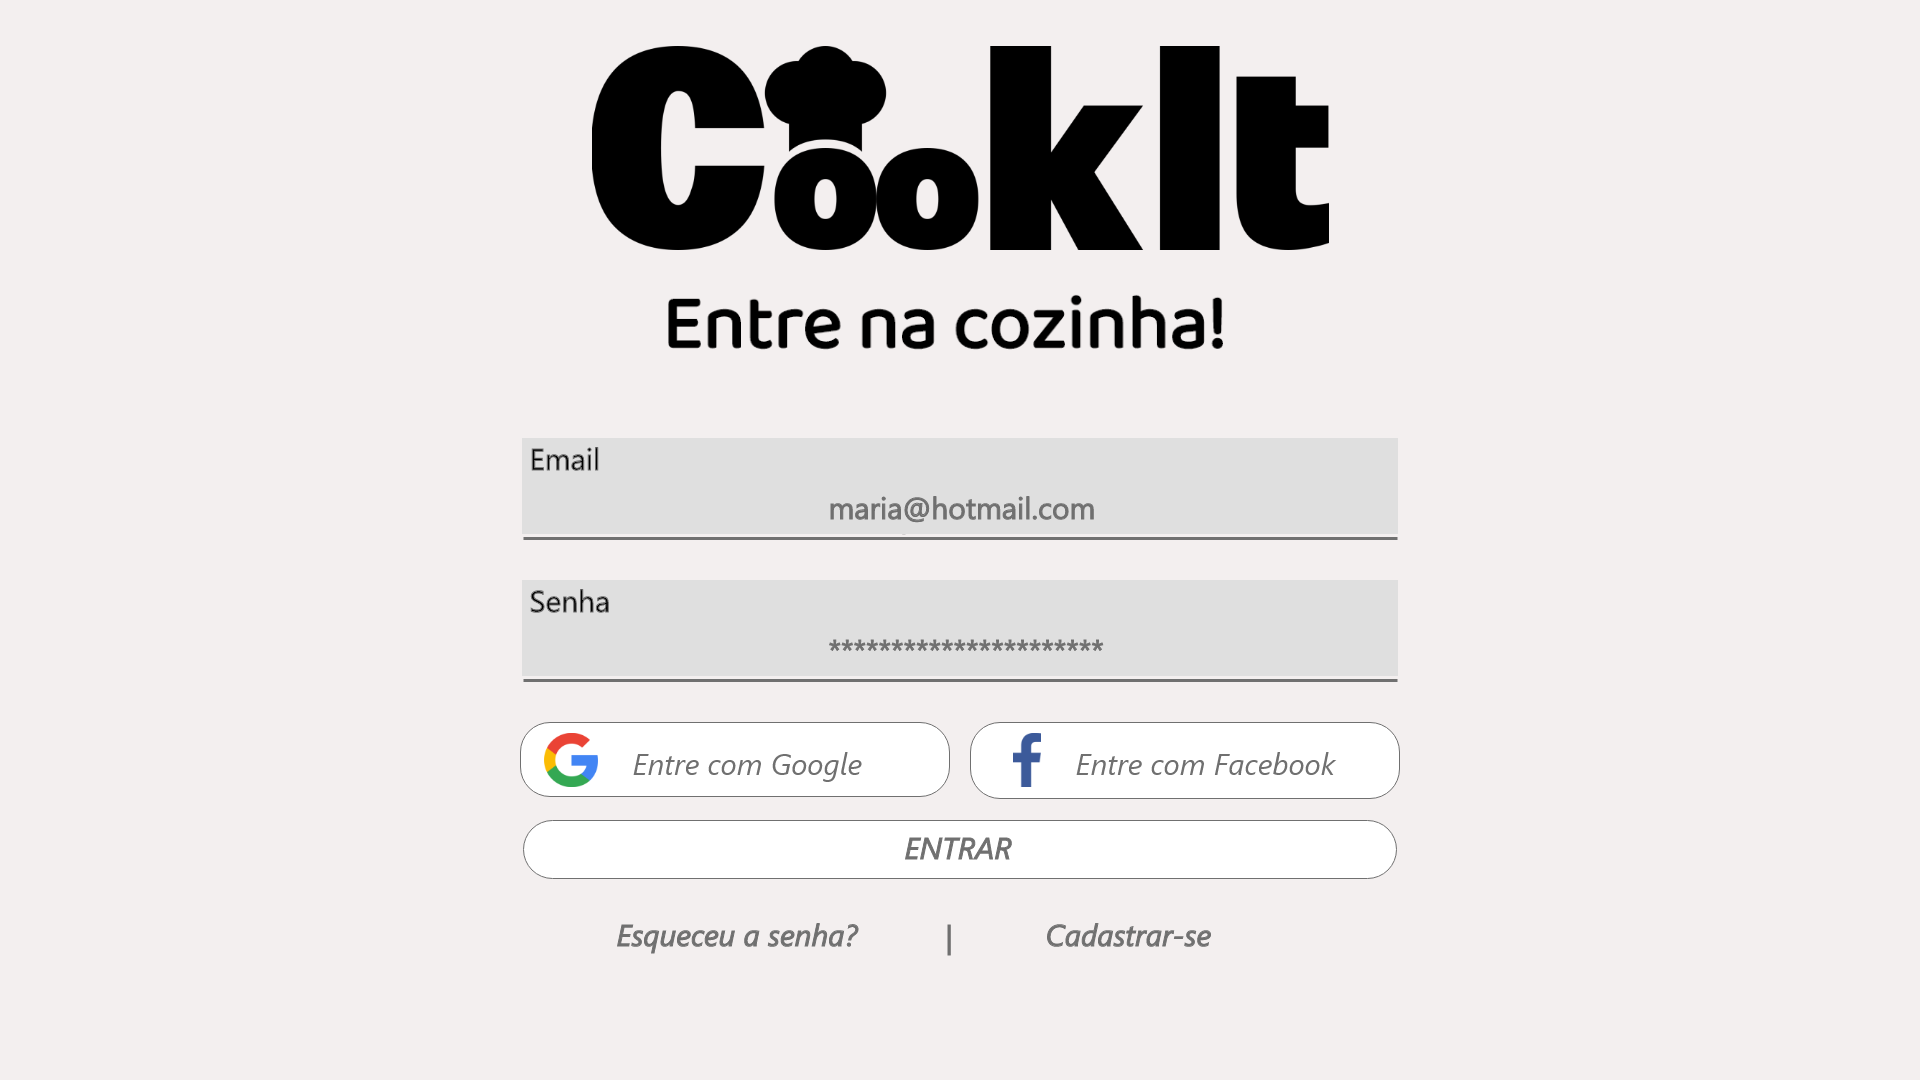 CookIt
Entre na cozinha!
Email
maria@hotmail.com
Senha
**********************
Entre com Google
Entre com Facebook
ENTRAR
Esqueceu a senha? | Cadastrar-se